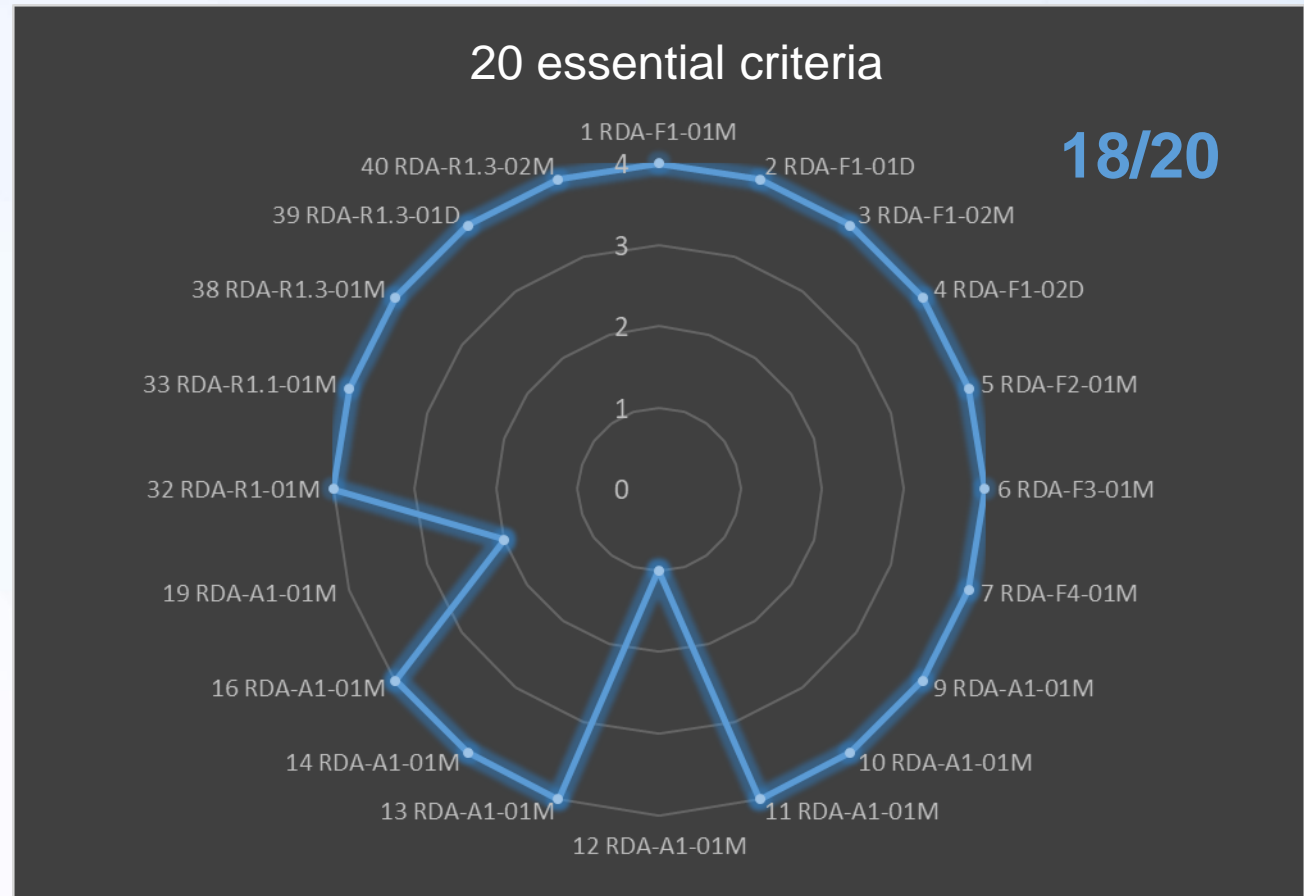 20 essential criteria
18/20
1 RDA-F1-01M
2 RDA-F1-01D
3 RDA-F1-02M
4 RDA-F1-02D
5 RDA-F2-01M
6 RDA-F3-01M
7 RDA-F4-01M
9 RDA-A1-01M
10 RDA-A1-01M
11 RDA-A1-01M
12 RDA-A1-01M
13 RDA-A1-01M
14 RDA-A1-01M
16 RDA-A1-01M
19 RDA-A1-01M
32 RDA-R1-01M
33 RDA-R1.1-01M
38 RDA-R1.3-01M
39 RDA-R1.3-01D
40 RDA-R1.3-02M
4
3
2
1
0